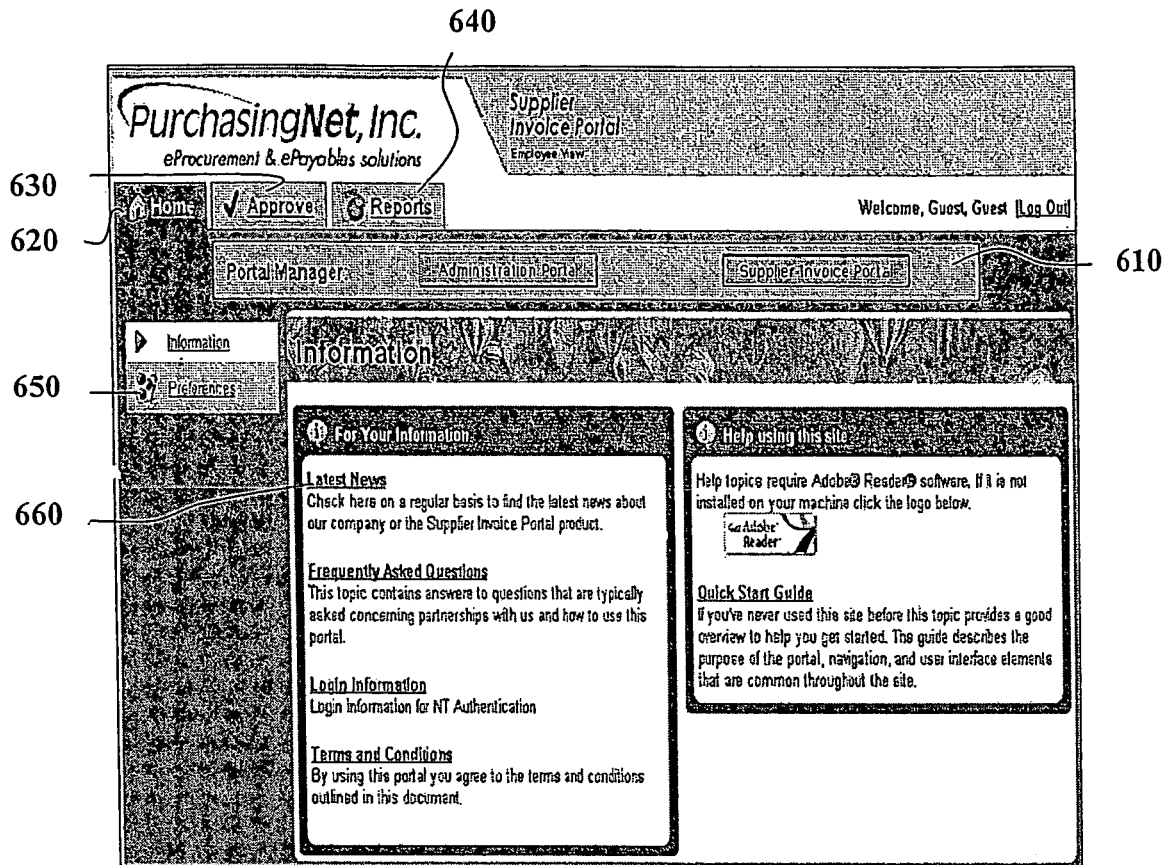 640
PurchasingNet, Inc.
eProcurement & ePayables solutions
Supplier
Invoice Portal
Employee View
630
620
Home
Approve
Reports
Welcome, Guest, Guest [Log Out]
Portal Manager
Administration Portal
Supplier Invoice Portal
610
Information
Preferences
650
Information
For Your Information
660
Latest News
Check here on a regular basis to find the latest news about
our company or the Supplier Invoice Portal product.
Frequently Asked Questions
This topic contains answers to questions that are typically
asked concerning partnerships with us and how to use this
portal.
Login Information
Login Information for NT Authentication
Terms and Conditions
By using this portal you agree to the terms and conditions
outlined in this document.
Help using this site
Help topics require Adobe® Reader® software. If it is not
installed on your machine click the logo below.
Get Adobe®
Reader®
Quick Start Guide
If you've never used this site before this topic provides a good
overview to help you get started. The guide describes the
purpose of the portal, navigation, and user interface elements
that are common throughout the site.